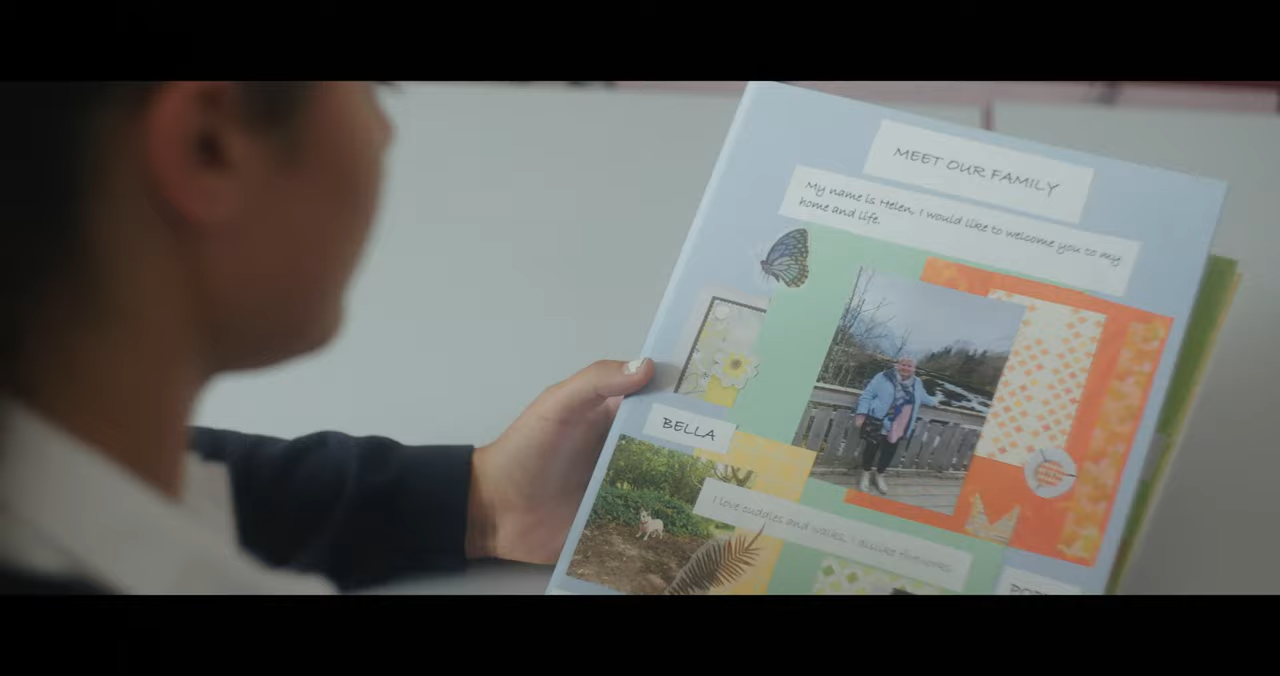 MEET OUR FAMILY
My name is Helen, I would like to welcome you to my
home and life.
BELLA
I love cuddles and walks. I dislike